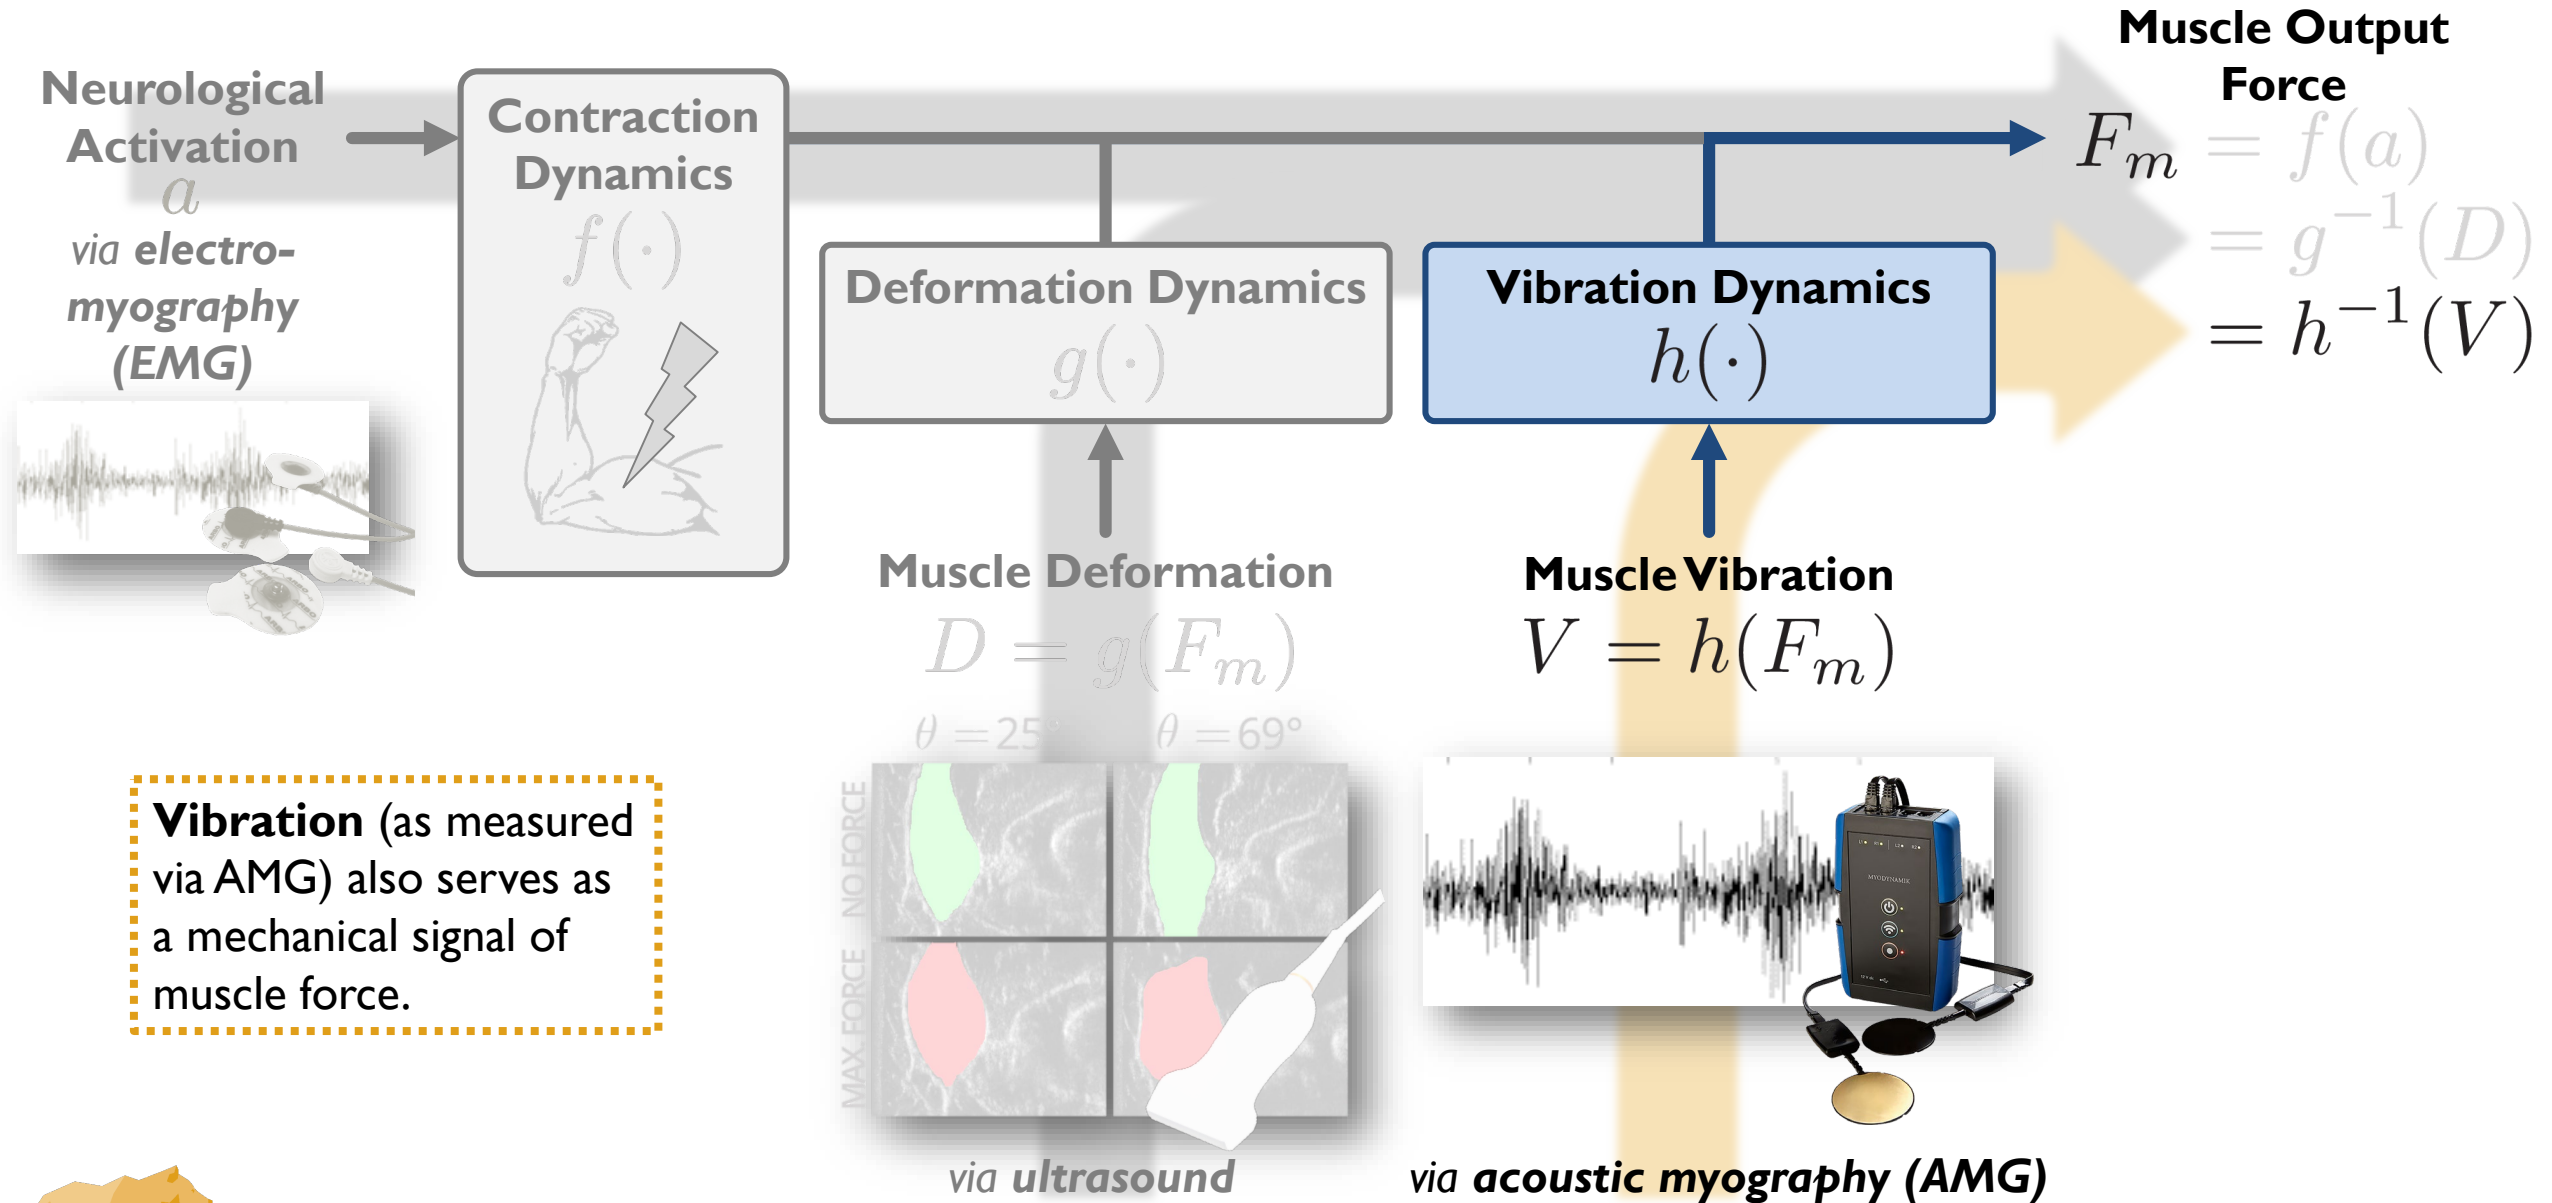 Neurological
Activation
a
via electro-
myography
(EMG)
Contraction
Dynamics
f(·)
Deformation Dynamics
g(·)
Vibration Dynamics
h(·)
Muscle Output
Force
F_m = f(a)
= g⁻¹(D)
= h⁻¹(V)
Muscle Deformation
D = g(F_m)
θ = 25° θ = 69°
NO FORCE
MAX. FORCE
via ultrasound
Muscle Vibration
V = h(F_m)
MYODYNAMIK
via acoustic myography (AMG)
Vibration (as measured
via AMG) also serves as
a mechanical signal of
muscle force.